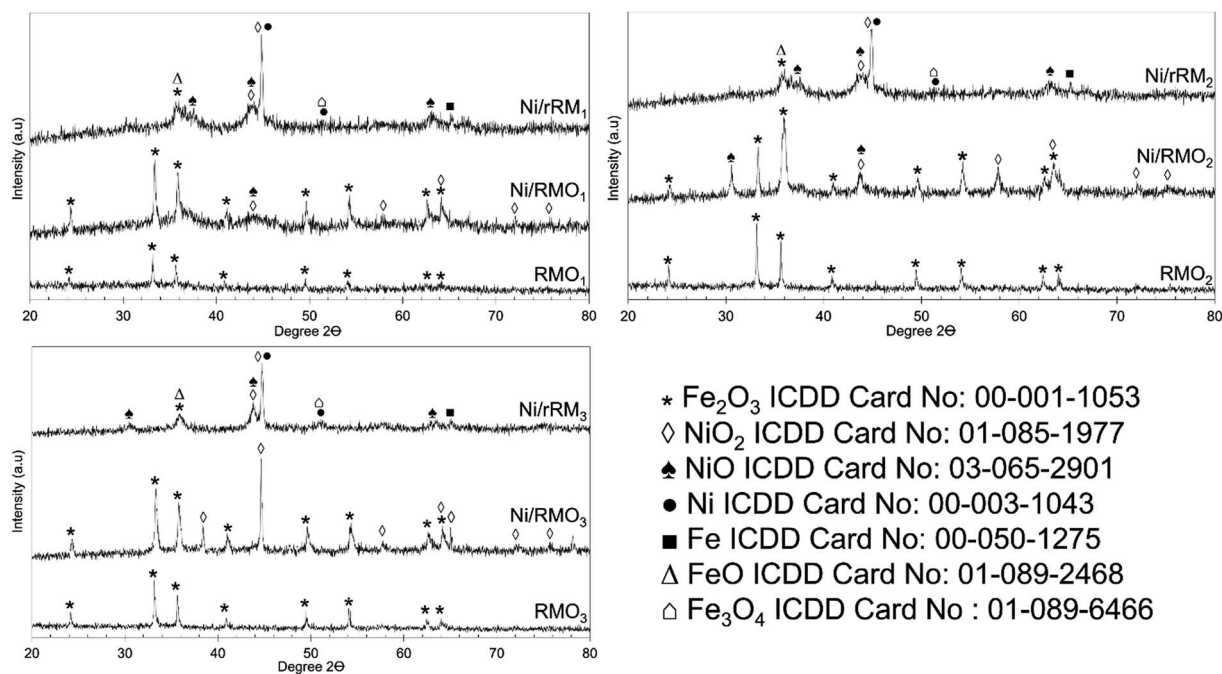 Intensity (a.u)
Ni/rRM1
Ni/RMO1
RMO1
20 30 40 50 60 70 80
Degree 2Ө
Intensity (a.u)
Ni/rRM2
Ni/RMO2
RMO2
20 30 40 50 60 70 80
Degree 2Ө
Intensity (a.u)
Ni/rRM3
Ni/RMO3
RMO3
20 30 40 50 60 70 80
Degree 2Ө
* Fe2O3 ICDD Card No: 00-001-1053
◊ NiO2 ICDD Card No: 01-085-1977
♠ NiO ICDD Card No: 03-065-2901
● Ni ICDD Card No: 00-003-1043
■ Fe ICDD Card No: 00-050-1275
Δ FeO ICDD Card No: 01-089-2468
⌂ Fe3O4 ICDD Card No : 01-089-6466